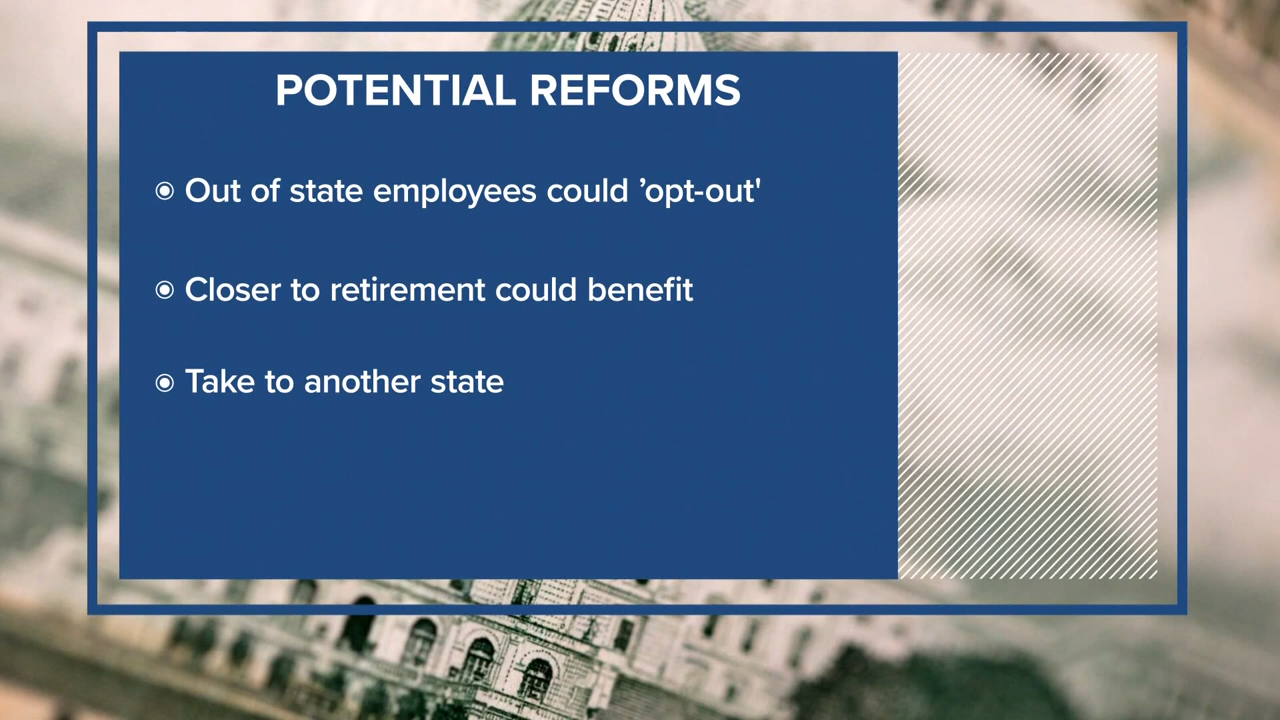 POTENTIAL REFORMS
◉ Out of state employees could ’opt-out'
◉ Closer to retirement could benefit
◉ Take to another state